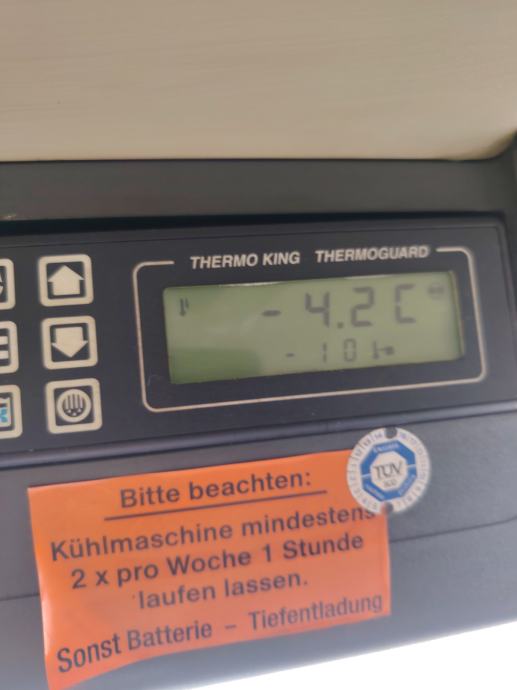 THERMO KING THERMOGUARD
- 4.2 C
- 10
TÜV
Bitte beachten:
Kühlmaschine mindestens
2 x pro Woche 1 Stunde
laufen lassen.
Sonst Batterie - Tiefentladung